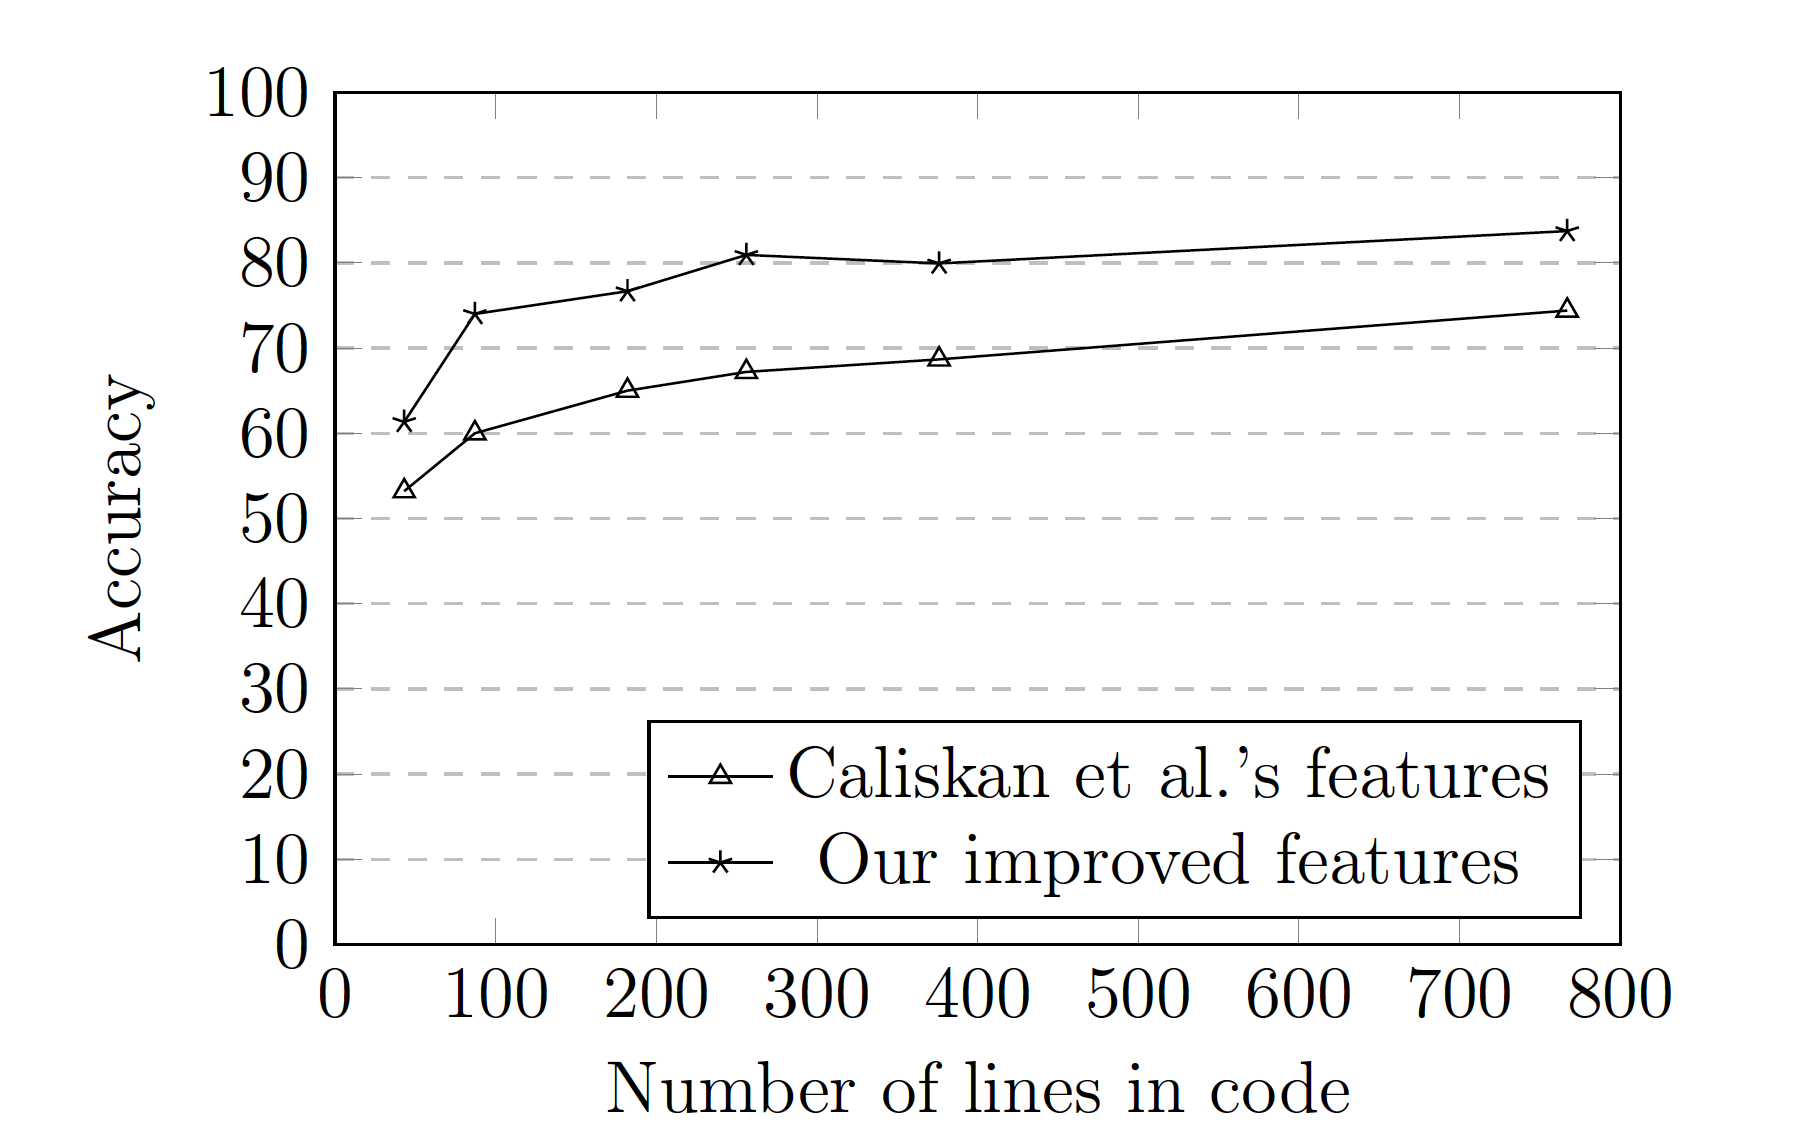 100
90
80
70
60
50
40
30
20
10
0
Accuracy
Caliskan et al.'s features
Our improved features
0 100 200 300 400 500 600 700 800
Number of lines in code